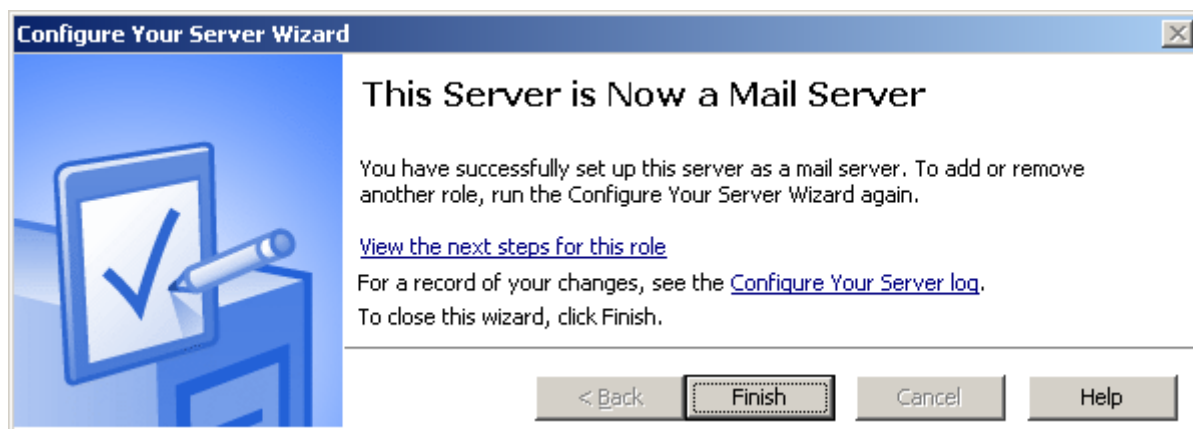 Configure Your Server Wizard
This Server is Now a Mail Server
You have successfully set up this server as a mail server. To add or remove
another role, run the Configure Your Server Wizard again.
View the next steps for this role
For a record of your changes, see the Configure Your Server log.
To close this wizard, click Finish.
< Back Finish Cancel Help